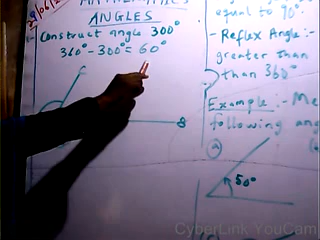 ANGLES
Construct angle 300°
360° - 300° = 60°
C
B
equal to 90°.
- Reflex Angle:-
greater than
than 360°
Example:- Me
following ang
a
50°
CyberLink YouCam